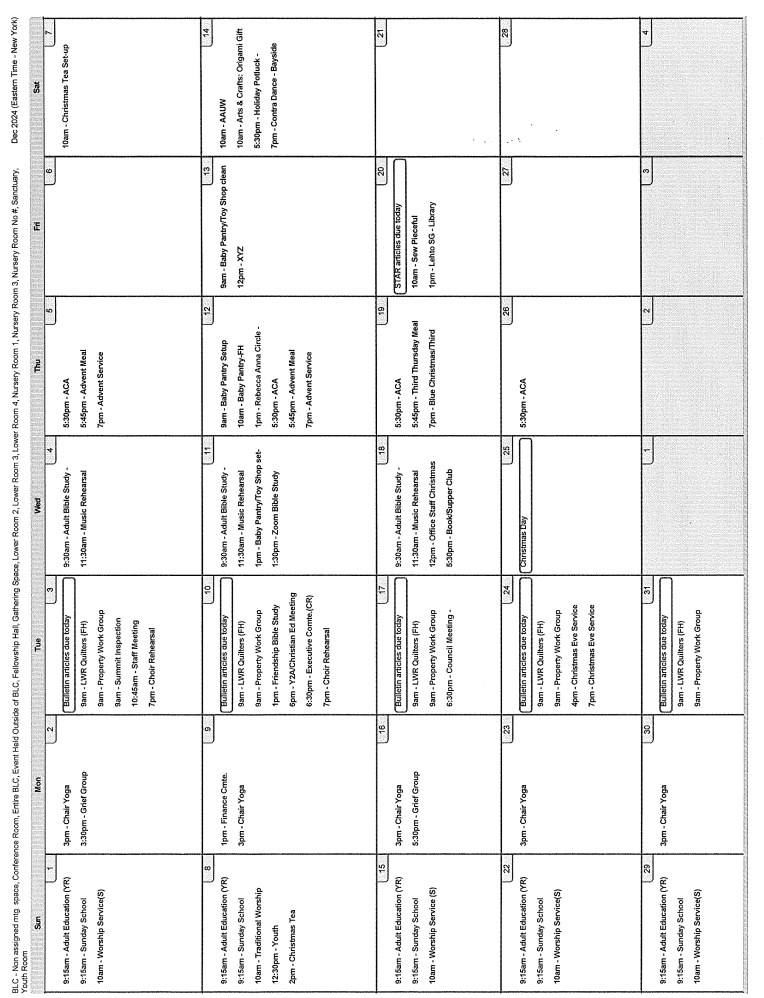 BLC - Non assigned mtg. space, Conference Room, Entire BLC, Event Held Outside of BLC, Fellowship Hall, Gathering Space, Lower Room 2, Lower Room 3, Lower Room 4, Nursery Room 1, Nursery Room 3, Nursery Room No #, Sanctuary,
Youth Room
Dec 2024 (Eastern Time - New York)
Sun
Mon
Tue
Wed
Thu
Fri
Sat
1
9:15am - Adult Education (YR)
9:15am - Sunday School
10am - Worship Service(S)
2
3pm - Chair Yoga
3:30pm - Grief Group
3
Bulletin articles due today
9am - LWR Quilters (FH)
9am - Property Work Group
9am - Summit Inspection
10:45am - Staff Meeting
7pm - Choir Rehearsal
4
9:30am - Adult Bible Study -
11:30am - Music Rehearsal
5
5:30pm - ACA
5:45pm - Advent Meal
7pm - Advent Service
6
7
10am - Christmas Tea Set-up
8
9:15am - Adult Education (YR)
9:15am - Sunday School
10am - Traditional Worship
12:30pm - Youth
2pm - Christmas Tea
9
1pm - Finance Cmte.
3pm - Chair Yoga
10
Bulletin articles due today
9am - LWR Quilters (FH)
9am - Property Work Group
1pm - Friendship Bible Study
6pm - Y2A/Christian Ed Meeting
6:30pm - Executive Comte.(CR)
7pm - Choir Rehearsal
11
9:30am - Adult Bible Study -
11:30am - Music Rehearsal
1pm - Baby Pantry/Toy Shop set-
1:30pm - Zoom Bible Study
12
9am - Baby Pantry Setup
10am - Baby Pantry-FH
1pm - Rebecca Anna Circle -
5:30pm - ACA
5:45pm - Advent Meal
7pm - Advent Service
13
9am - Baby Pantry/Toy Shop clean
12pm - XYZ
14
10am - AAUW
10am - Arts & Crafts: Origami Gift
5:30pm - Holiday Potluck -
7pm - Contra Dance - Bayside
15
9:15am - Adult Education (YR)
9:15am - Sunday School
10am - Worship Service (S)
16
3pm - Chair Yoga
5:30pm - Grief Group
17
Bulletin articles due today
9am - LWR Quilters (FH)
9am - Property Work Group
6:30pm - Council Meeting -
18
9:30am - Adult Bible Study -
11:30am - Music Rehearsal
12pm - Office Staff Christmas
5:30pm - Book/Supper Club
19
5:30pm - ACA
5:45pm - Third Thursday Meal
7pm - Blue Christmas/Third
20
STAR articles due today
10am - Sew Pieceful
1pm - Lehto SG - Library
21
22
9:15am - Adult Education (YR)
9:15am - Sunday School
10am - Worship Service(S)
23
3pm - Chair Yoga
24
Bulletin articles due today
9am - LWR Quilters (FH)
9am - Property Work Group
4pm - Christmas Eve Service
7pm - Christmas Eve Service
25
Christmas Day
26
5:30pm - ACA
27
28
29
9:15am - Adult Education (YR)
9:15am - Sunday School
10am - Worship Service(S)
30
3pm - Chair Yoga
31
Bulletin articles due today
9am - LWR Quilters (FH)
9am - Property Work Group
1
2
3
4